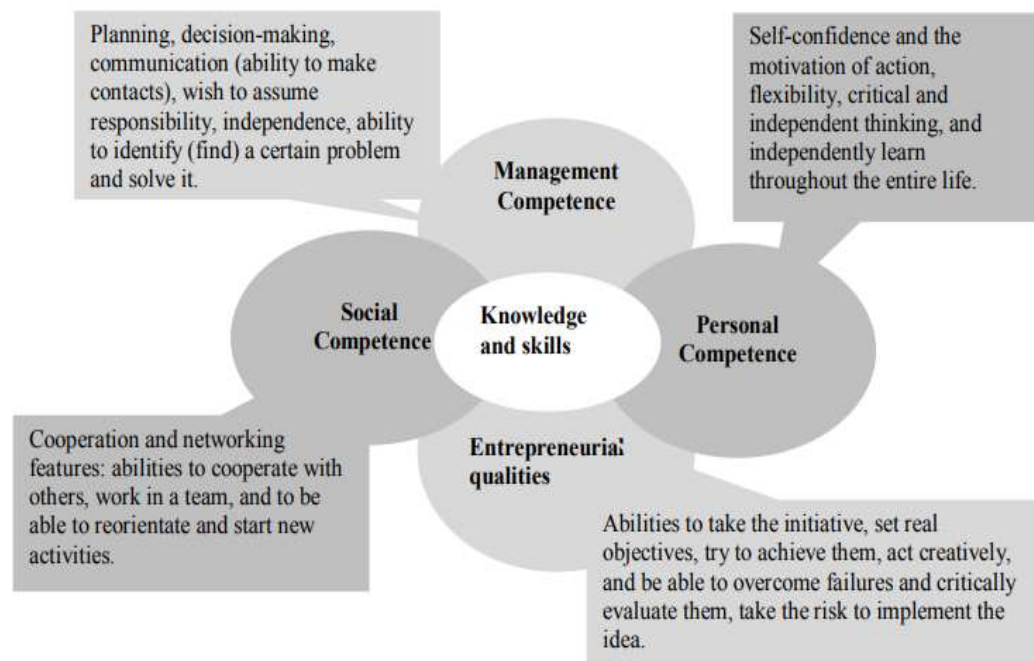 Planning, decision-making,
communication (ability to make
contacts), wish to assume
responsibility, independence, ability
to identify (find) a certain problem
and solve it.
Self-confidence and the
motivation of action,
flexibility, critical and
independent thinking, and
independently learn
throughout the entire life.
Management
Competence
Social
Competence
Knowledge
and skills
Personal
Competence
Entrepreneurial
qualities
Cooperation and networking
features: abilities to cooperate with
others, work in a team, and to be
able to reorientate and start new
activities.
Abilities to take the initiative, set real
objectives, try to achieve them, act creatively,
and be able to overcome failures and critically
evaluate them, take the risk to implement the
idea.